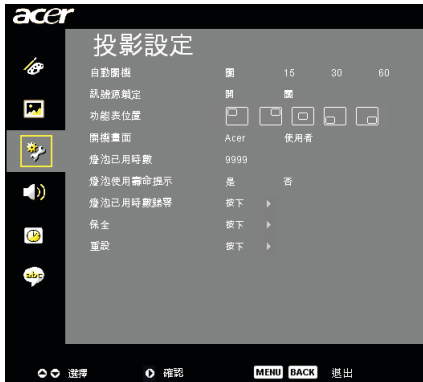 acer
投影設定
自動關機 關 15 30 60
訊號源鎖定 開 關
功能表位置
開機畫面 Acer 使用者
燈泡已用時數 9999
燈泡使用壽命提示 是 否
燈泡已用時數歸零 按下
保全 按下
重設 按下
abc
選擇 確認 MENU BACK 退出